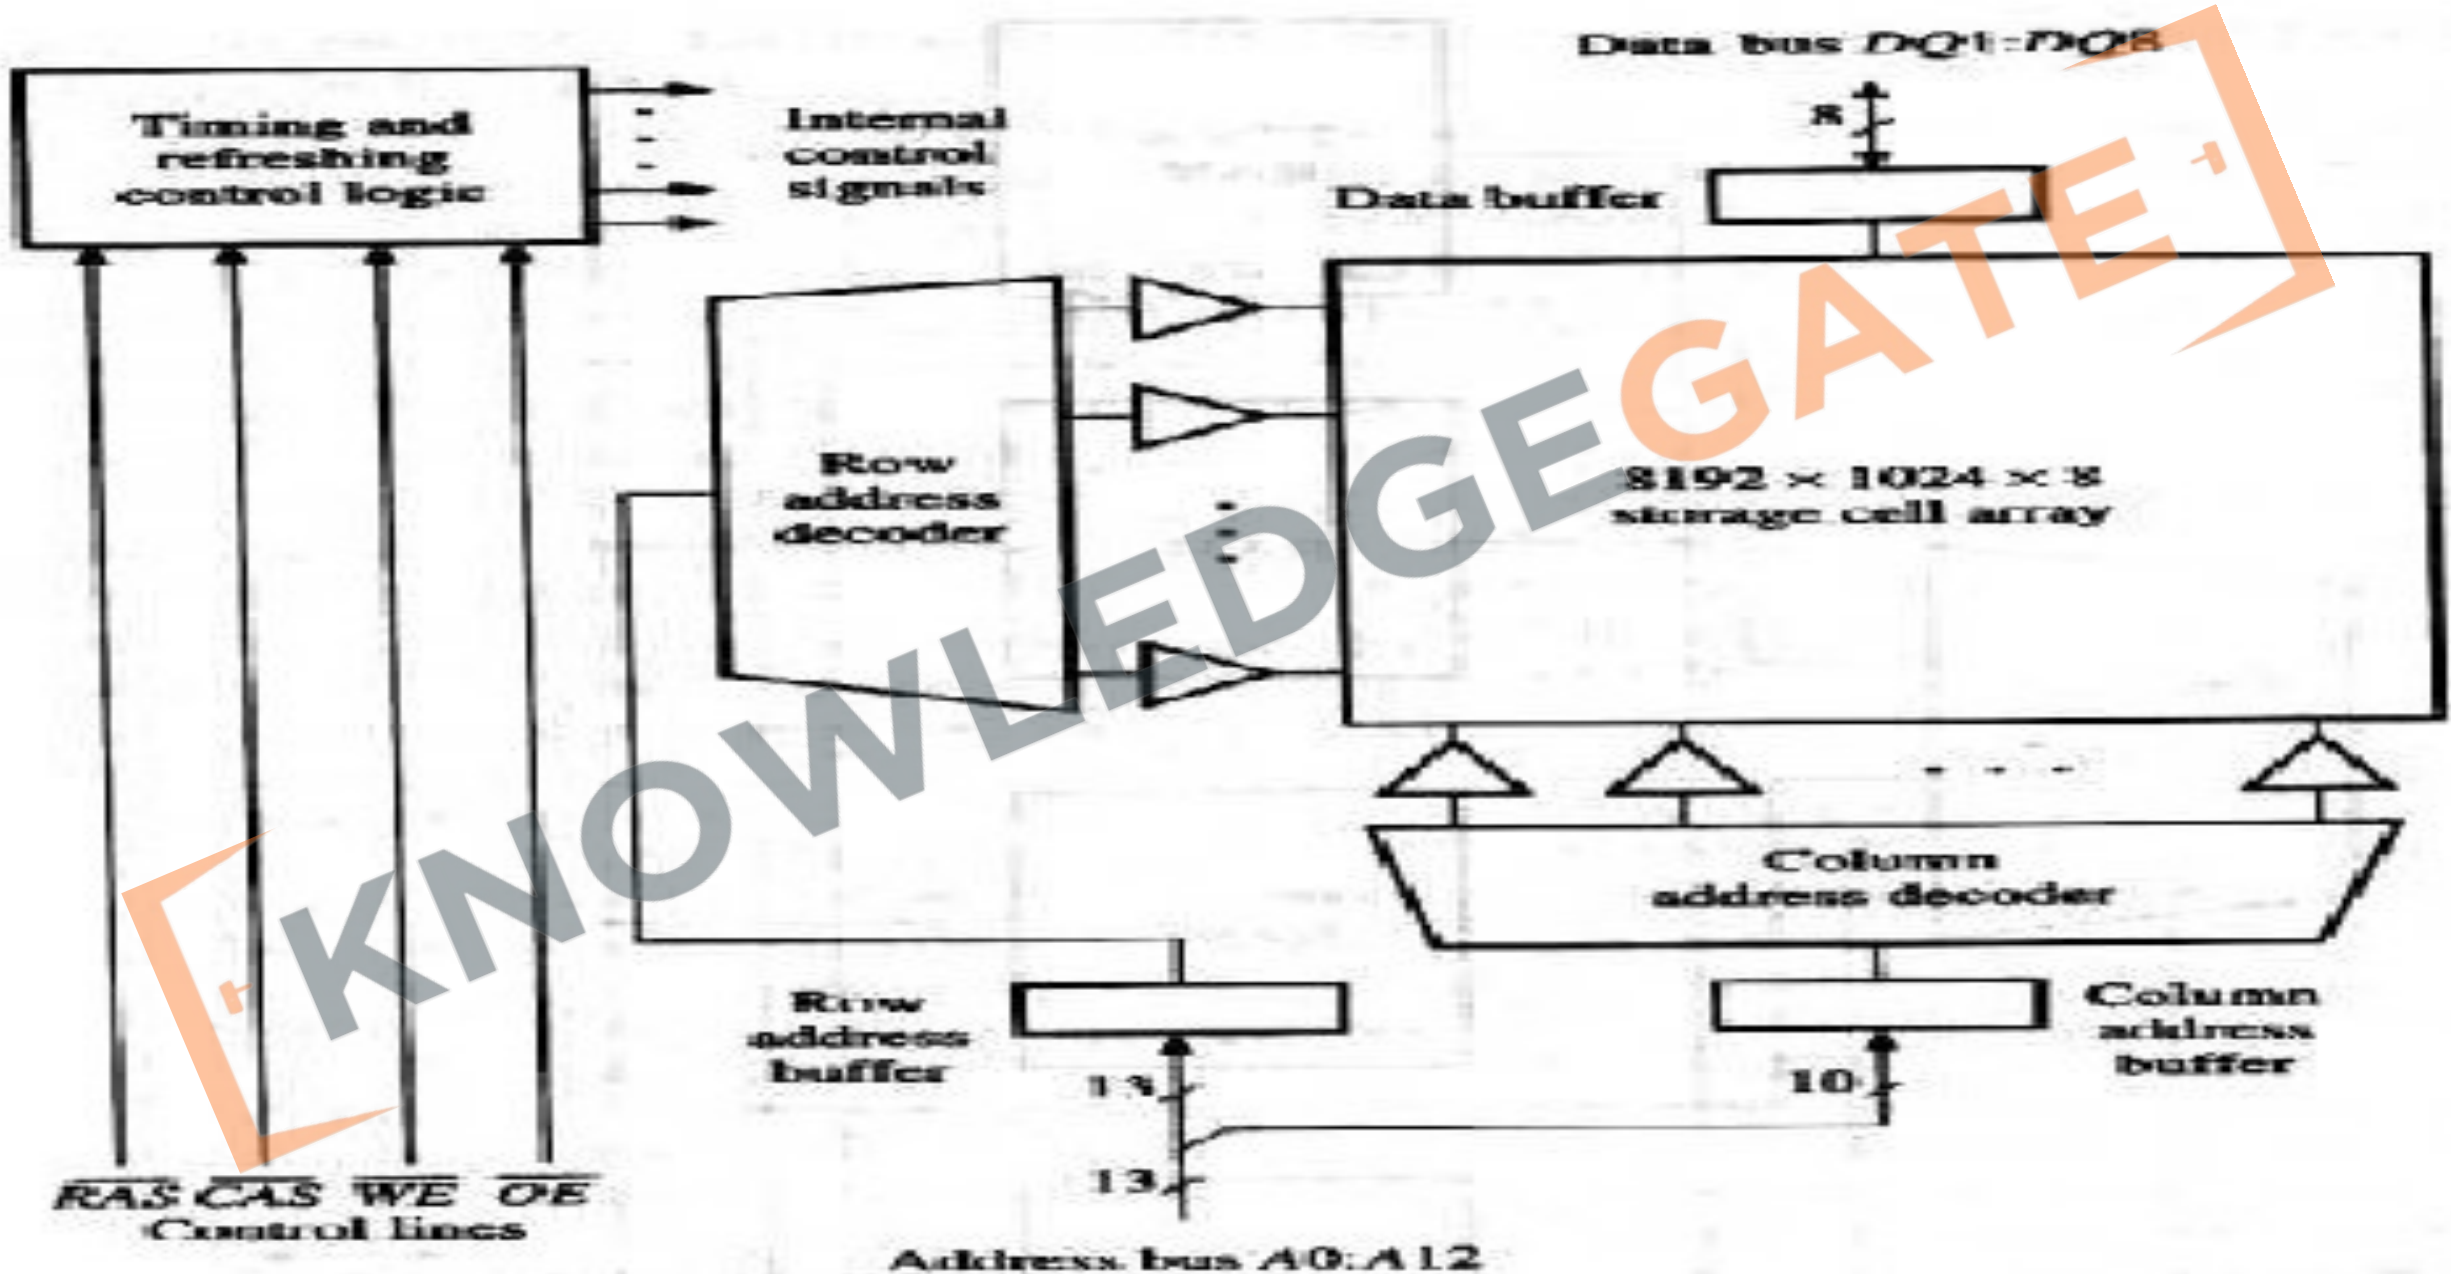 Data bus DQ1:DQ8
8
Timing and
refreshing
control logic
Internal
control
signals
Data buffer
Row
address
decoder
8192 × 1024 × 8
storage cell array
KNOWLEDGEGATE
Column
address decoder
Row
address
buffer
13
10
Column
address
buffer
13
RAS CAS WE OE
Control lines
Address bus A0:A12